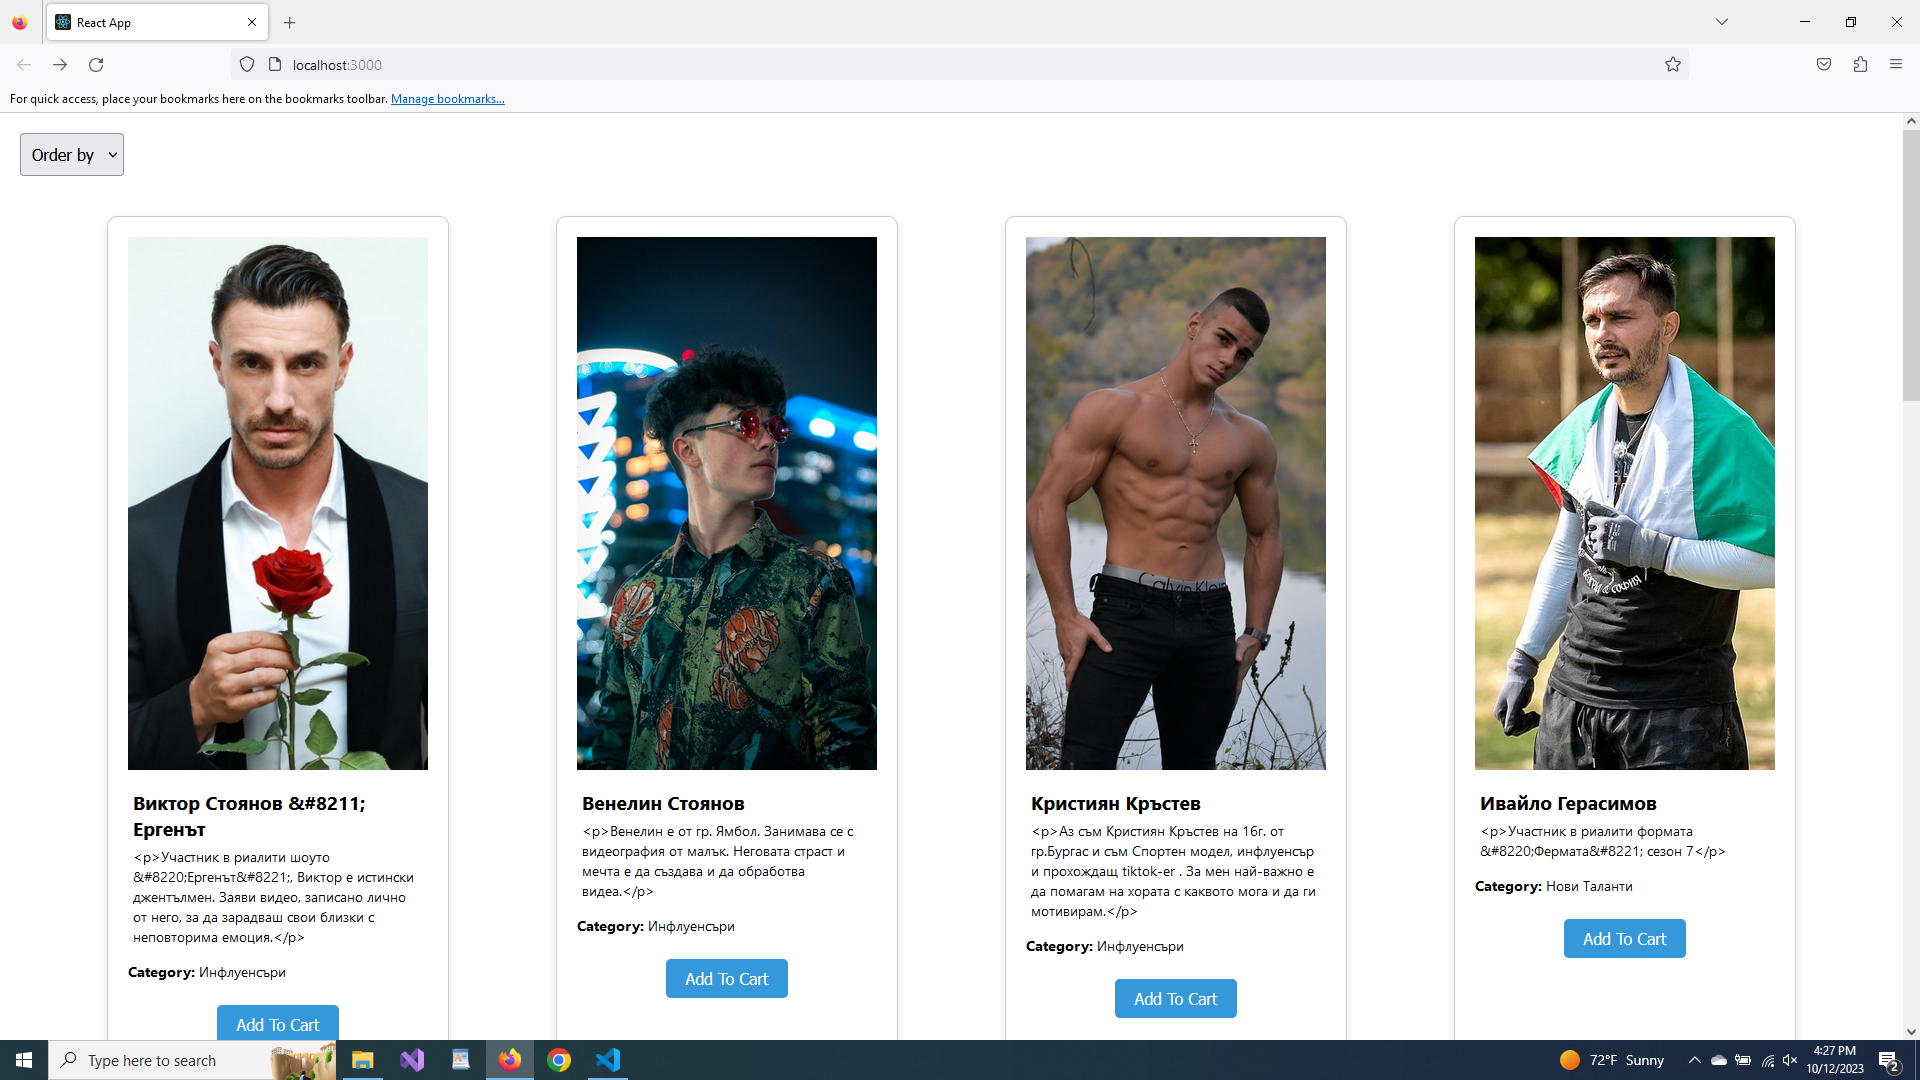 React App
localhost:3000
For quick access, place your bookmarks here on the bookmarks toolbar. Manage bookmarks...
Order by
Calvin Klein
Виктор Стоянов &#8211;
Ергенът
<p>Участник в риалити шоуто
&#8220;Ергенът&#8221;, Виктор е истински
джентълмен. Заяви видео, записано лично
от него, за да зарадваш свои близки с
неповторима емоция.</p>
Category: Инфлуенсъри
Add To Cart
Венелин Стоянов
<p>Венелин е от гр. Ямбол. Занимава се с
видеография от малък. Неговата страст и
мечта е да създава и да обработва
видеа.</p>
Category: Инфлуенсъри
Add To Cart
Кристиян Кръстев
<p>Аз съм Кристиян Кръстев на 16г. от
гр.Бургас и съм Спортен модел, инфлуенсър
и прохождащ tiktok-er . За мен най-важно е
да помагам на хората с каквото мога и да ги
мотивирам.</p>
Category: Инфлуенсъри
Add To Cart
Ивайло Герасимов
<p>Участник в риалити формата
&#8220;Фермата&#8221; сезон 7</p>
Category: Нови Таланти
Add To Cart
Type here to search
72°F Sunny
4:27 PM
10/12/2023
2